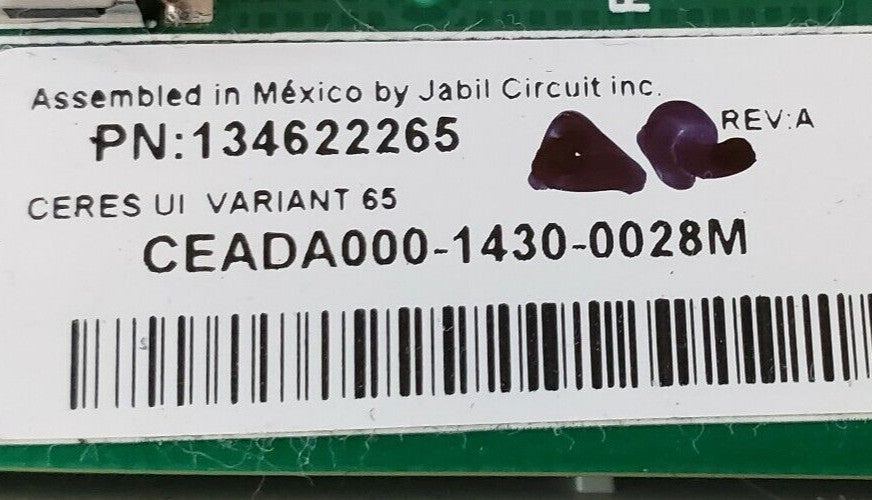 Assembled in México by Jabil Circuit inc.
PN:134622265
REV:A
CERES UI VARIANT 65
CEADA000-1430-0028M